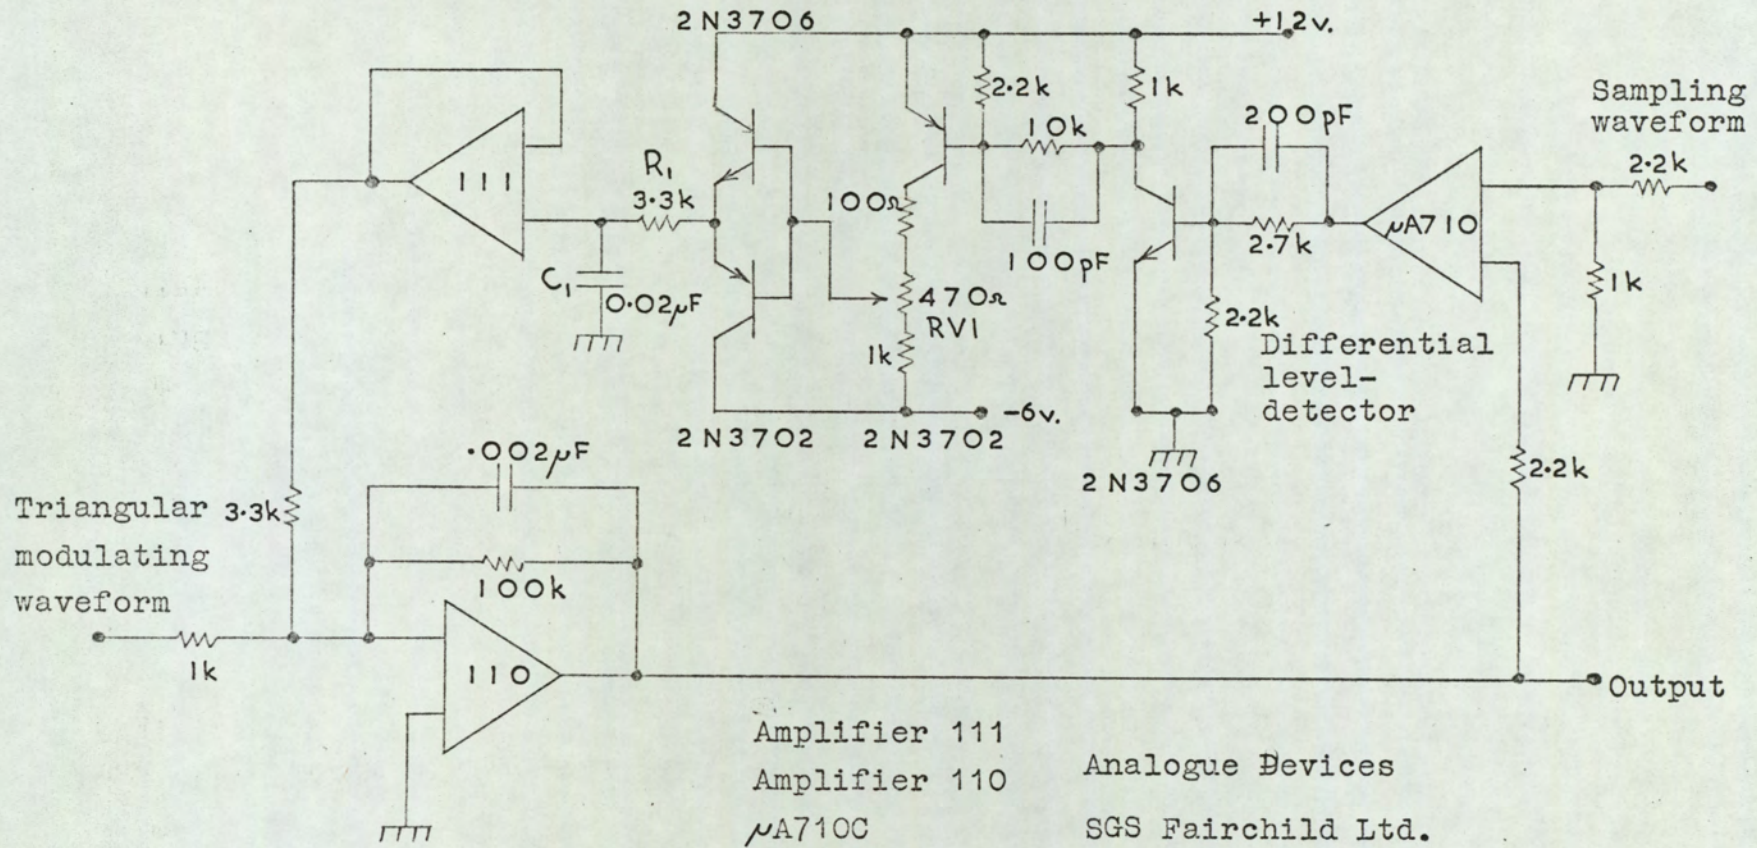 2N3706
+12v.
2.2k
1k
Sampling
waveform
10k
200pF
2.2k
111
R1
3.3k
100Ω
μA710
2.7k
100pF
C1
0.02μF
470Ω
RV1
1k
2.2k
1k
Differential
level-
detector
-6v.
2N3702
2N3702
.002μF
2N3706
2.2k
Triangular
modulating
waveform
3.3k
100k
1k
110
Output
Amplifier 111
Amplifier 110
Analogue Devices
μA710C
SGS Fairchild Ltd.